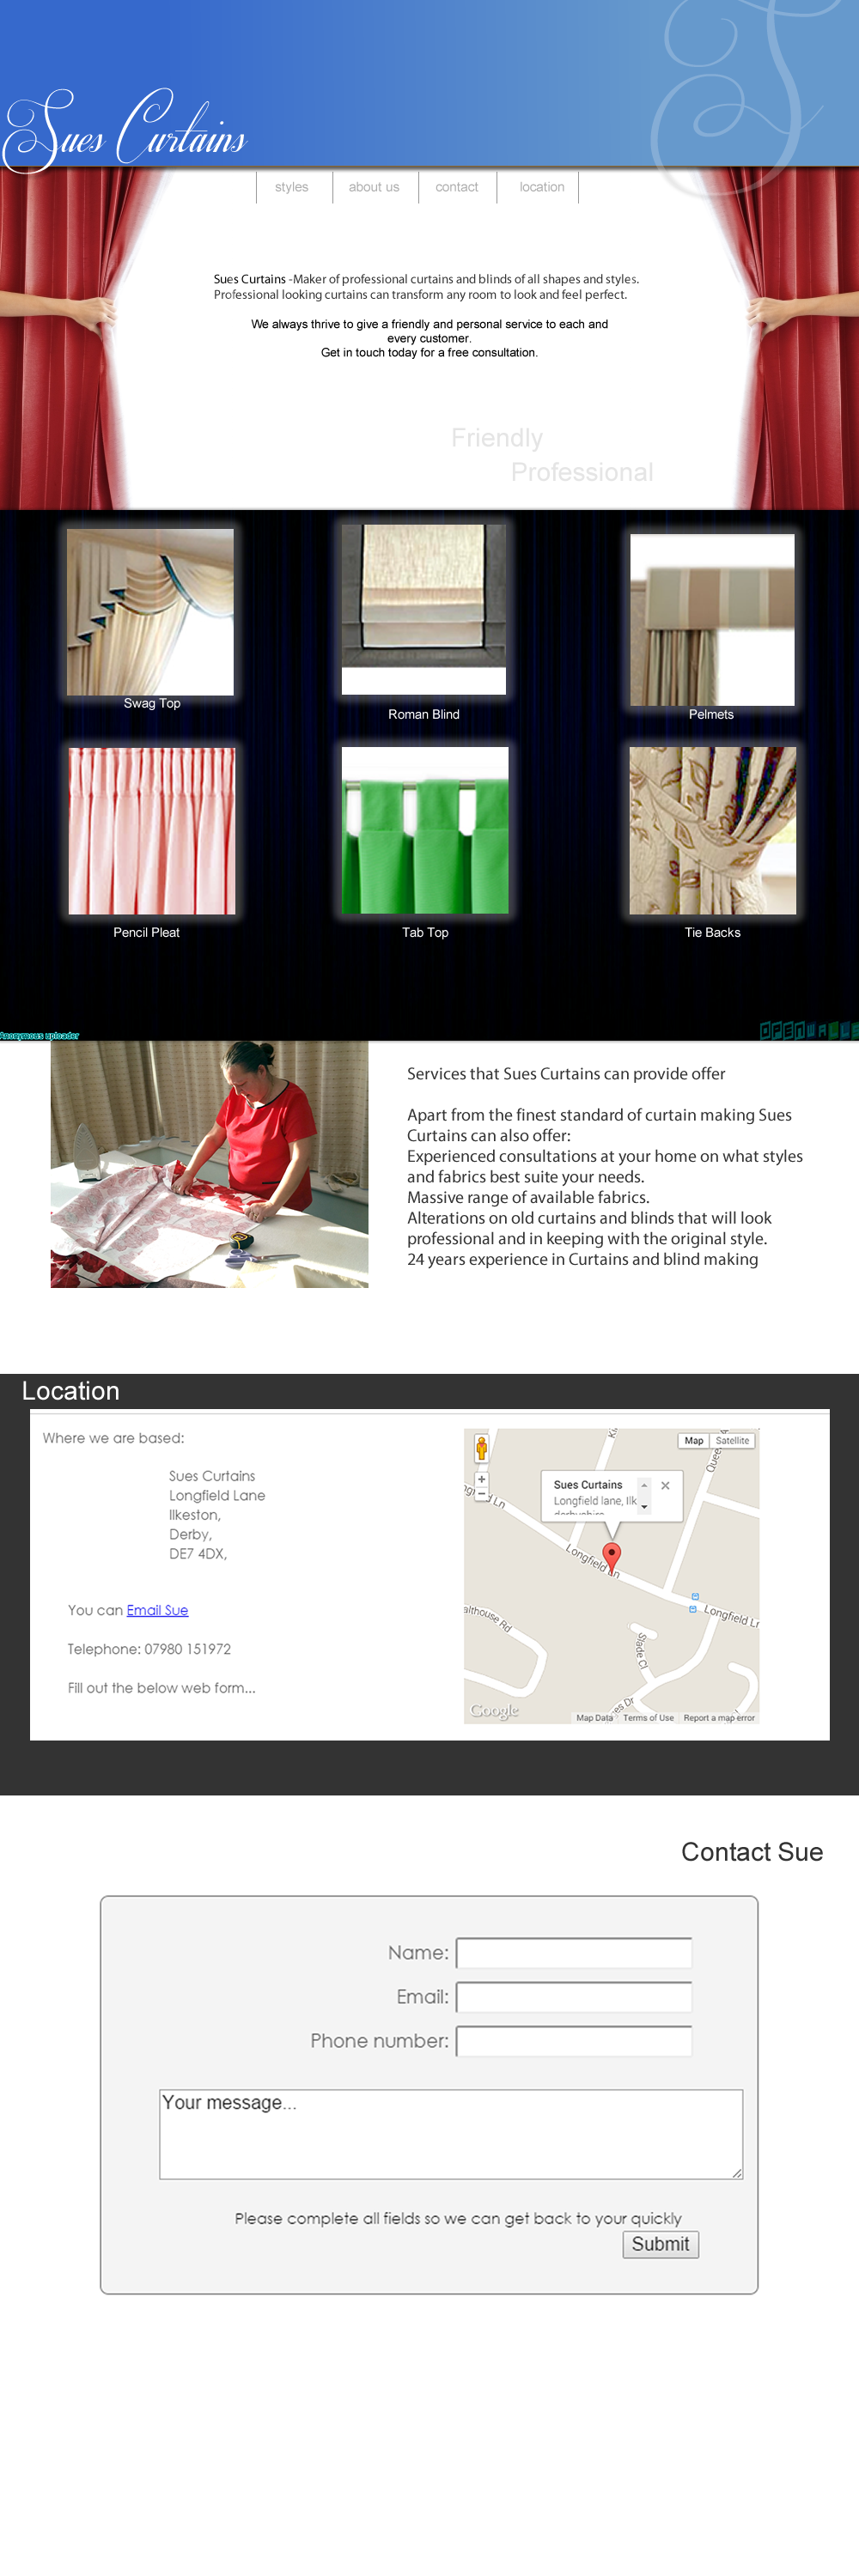 Sues Curtains
styles
about us
contact
location
Sues Curtains -Maker of professional curtains and blinds of all shapes and styles.
Professional looking curtains can transform any room to look and feel perfect.
We always thrive to give a friendly and personal service to each and
every customer.
Get in touch today for a free consultation.
Friendly
Professional
Swag Top
Roman Blind
Pelmets
Pencil Pleat
Tab Top
Tie Backs
Anonymous uploader
Services that Sues Curtains can provide offer
Apart from the finest standard of curtain making Sues
Curtains can also offer:
Experienced consultations at your home on what styles
and fabrics best suite your needs.
Massive range of available fabrics.
Alterations on old curtains and blinds that will look
professional and in keeping with the original style.
24 years experience in Curtains and blind making
Location
Where we are based:
Sues Curtains
Longfield Lane
Ilkeston,
Derby,
DE7 4DX,
You can Email Sue
Telephone: 07980 151972
Fill out the below web form...
Map
Satellite
Sues Curtains
Longfield lane, Ilk
derbyshire
Longfield Ln
Longfield Ln
althouse Rd
Slade Cl
Google
Map Data
Terms of Use
Report a map error
Contact Sue
Name:
Email:
Phone number:
Your message...
Please complete all fields so we can get back to your quickly
Submit